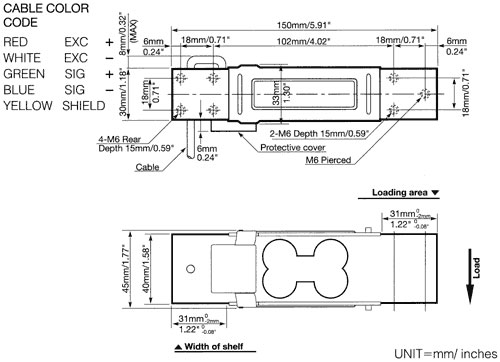 CABLE COLOR
CODE
RED EXC +
WHITE EXC -
GREEN SIG +
BLUE SIG -
YELLOW SHIELD
8mm/0.32"
(MAX)
150mm/5.91"
6mm
0.24"
18mm/0.71"
102mm/4.02"
18mm/0.71"
6mm
0.24"
30mm/1.18"
18mm
0.71"
33mm
1.30"
18mm/0.71"
4-M6 Rear
Depth 15mm/0.59"
6mm
0.24"
2-M6 Depth 15mm/0.59"
Cable
Protective cover
M6 Pierced
Loading area ▼
31mm 0 -2mm
1.22" 0 -0.08"
45mm/1.77"
40mm/1.58"
Load
31mm 0 -2mm
1.22" 0 -0.08"
▲ Width of shelf
UNIT=mm/ inches